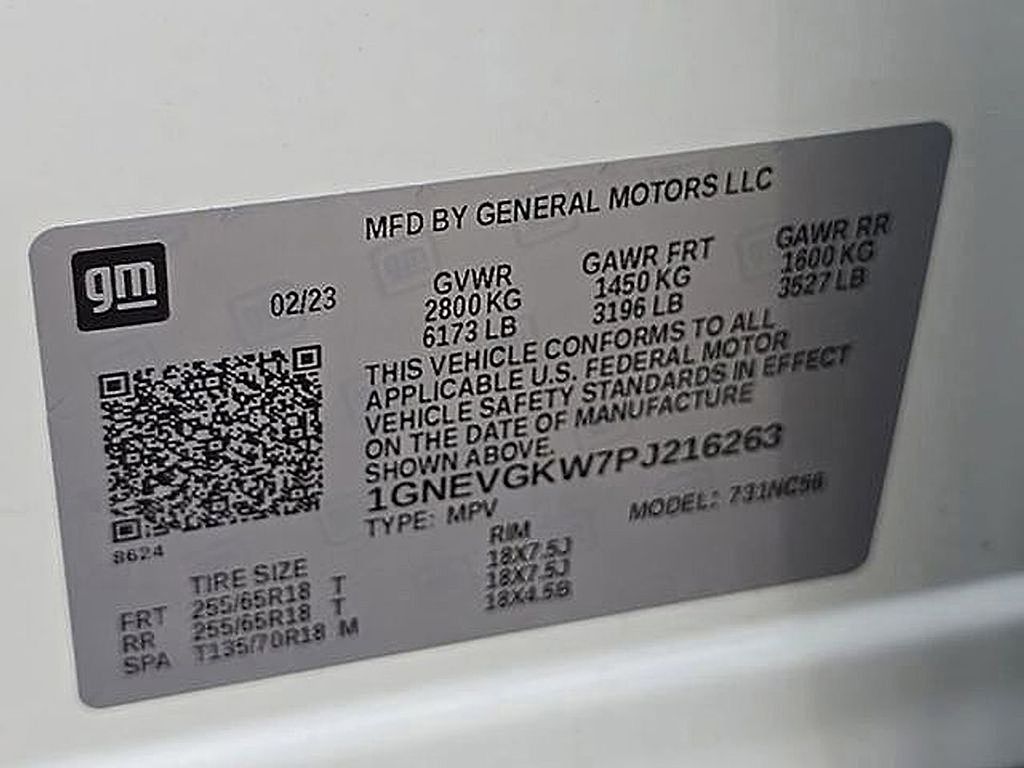 MFD BY GENERAL MOTORS LLC
gm
02/23
GVWR GAWR FRT GAWR RR
2800 KG 1450 KG 1600 KG
6173 LB 3196 LB 3527 LB
THIS VEHICLE CONFORMS TO ALL
APPLICABLE U.S. FEDERAL MOTOR
VEHICLE SAFETY STANDARDS IN EFFECT
ON THE DATE OF MANUFACTURE
SHOWN ABOVE.
1GNEVGKW7PJ216263
TYPE: MPV MODEL: 731NC56
8624
TIRE SIZE RIM
FRT 255/65R18 T 18X7.5J
RR 255/65R18 T 18X7.5J
SPA T135/70R18 M 18X4.5B